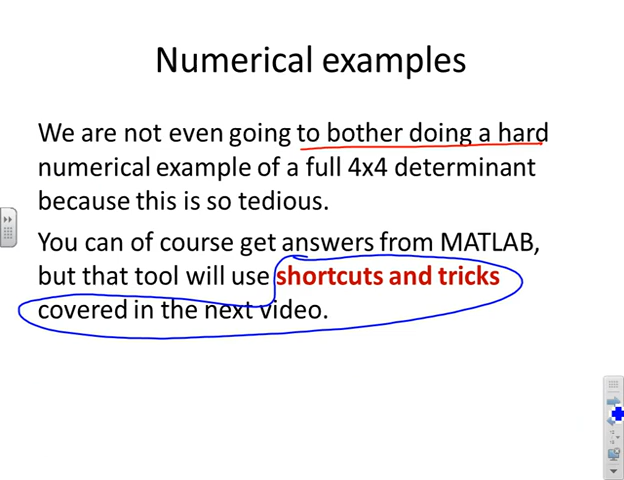 Numerical examples
We are not even going to bother doing a hard
numerical example of a full 4x4 determinant
because this is so tedious.
You can of course get answers from MATLAB,
but that tool will use shortcuts and tricks
covered in the next video.